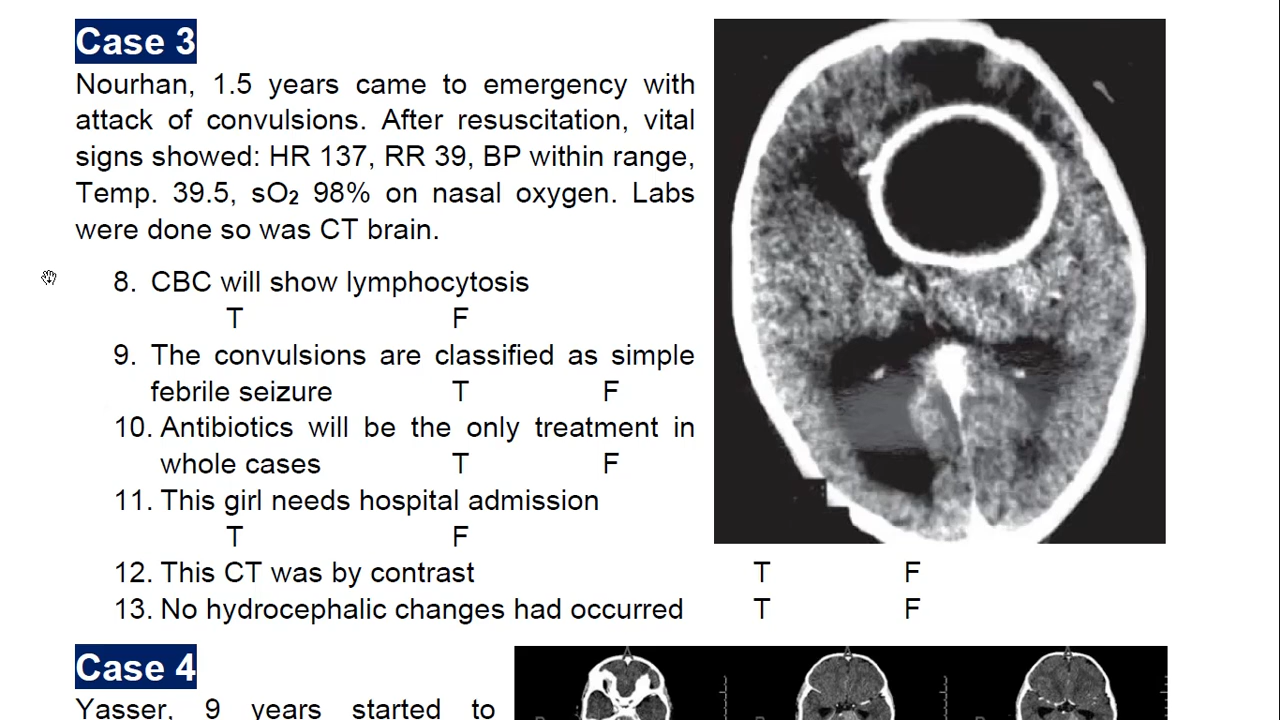 Case 3
Nourhan, 1.5 years came to emergency with
attack of convulsions. After resuscitation, vital
signs showed: HR 137, RR 39, BP within range,
Temp. 39.5, sO₂ 98% on nasal oxygen. Labs
were done so was CT brain.
8. CBC will show lymphocytosis
T F
9. The convulsions are classified as simple
febrile seizure T F
10. Antibiotics will be the only treatment in
whole cases T F
11. This girl needs hospital admission
T F
12. This CT was by contrast T F
13. No hydrocephalic changes had occurred T F
Case 4
Yasser, 9 years started to